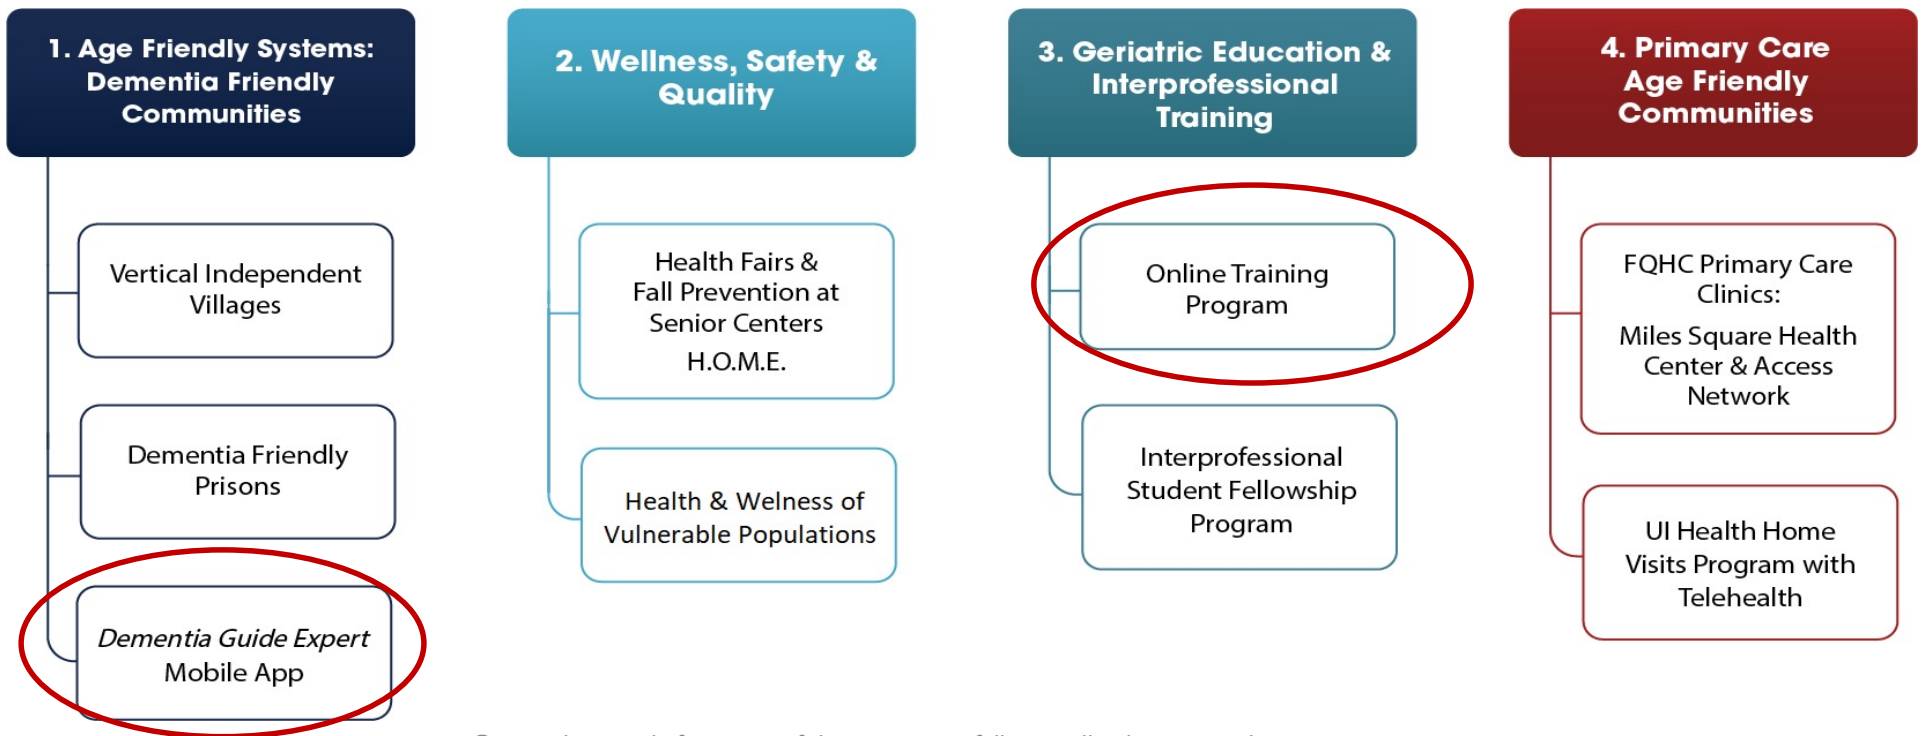 1. Age Friendly Systems:
Dementia Friendly
Communities
Vertical Independent
Villages
Dementia Friendly
Prisons
Dementia Guide Expert
Mobile App
2. Wellness, Safety &
Quality
Health Fairs &
Fall Prevention at
Senior Centers
H.O.M.E.
Health & Welness of
Vulnerable Populations
3. Geriatric Education &
Interprofessional
Training
Online Training
Program
Interprofessional
Student Fellowship
Program
4. Primary Care
Age Friendly
Communities
FQHC Primary Care
Clinics:
Miles Square Health
Center & Access
Network
UI Health Home
Visits Program with
Telehealth